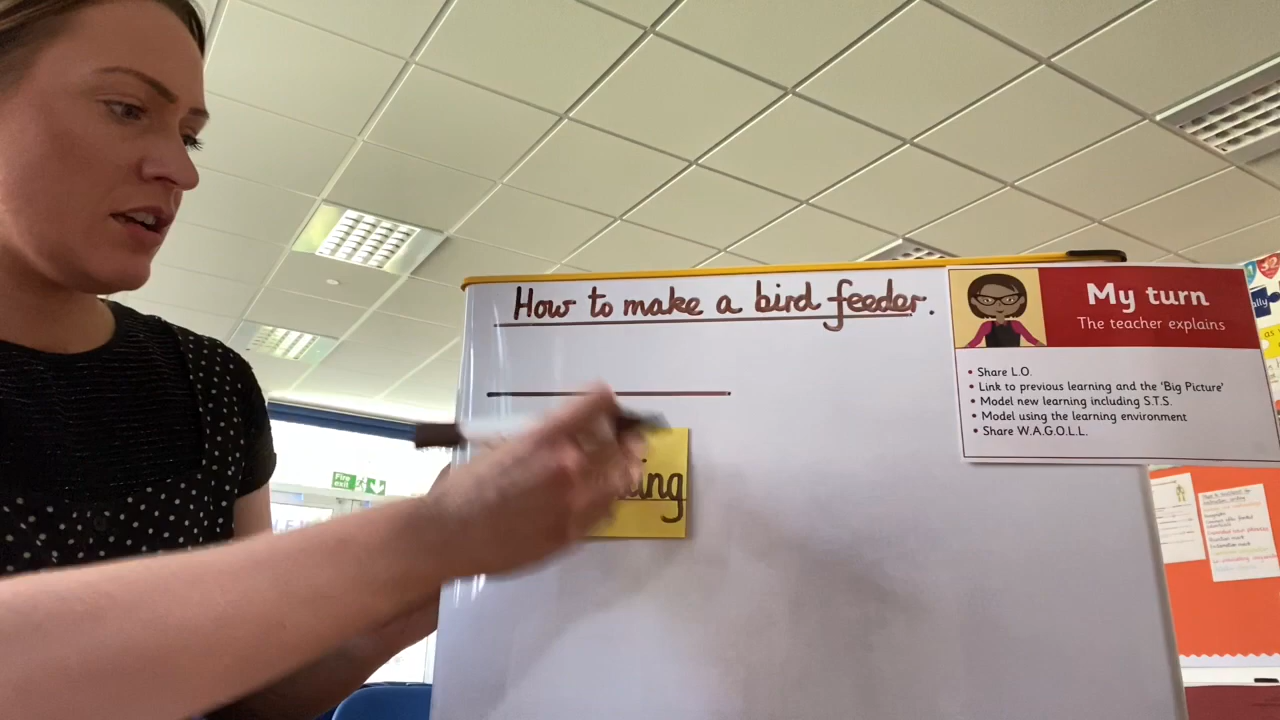 How to make a bird feeder.
My turn
The teacher explains
• Share L.O.
• Link to previous learning and the 'Big Picture'
• Model new learning including S.T.S.
• Model using the learning environment
• Share W.A.G.O.L.L.
Fire
exit